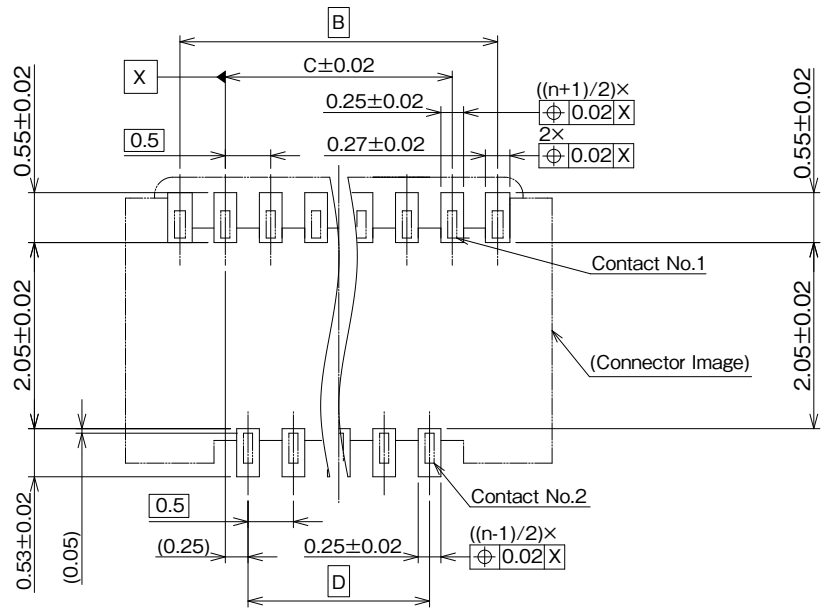 B
X
C±0.02
((n+1)/2)×
0.25±0.02
⌖ 0.02 X
0.5
0.27±0.02
2×
⌖ 0.02 X
0.55±0.02
0.55±0.02
Contact No.1
2.05±0.02
2.05±0.02
(Connector Image)
0.5
Contact No.2
0.53±0.02
(0.05)
(0.25)
0.25±0.02
((n-1)/2)×
⌖ 0.02 X
D